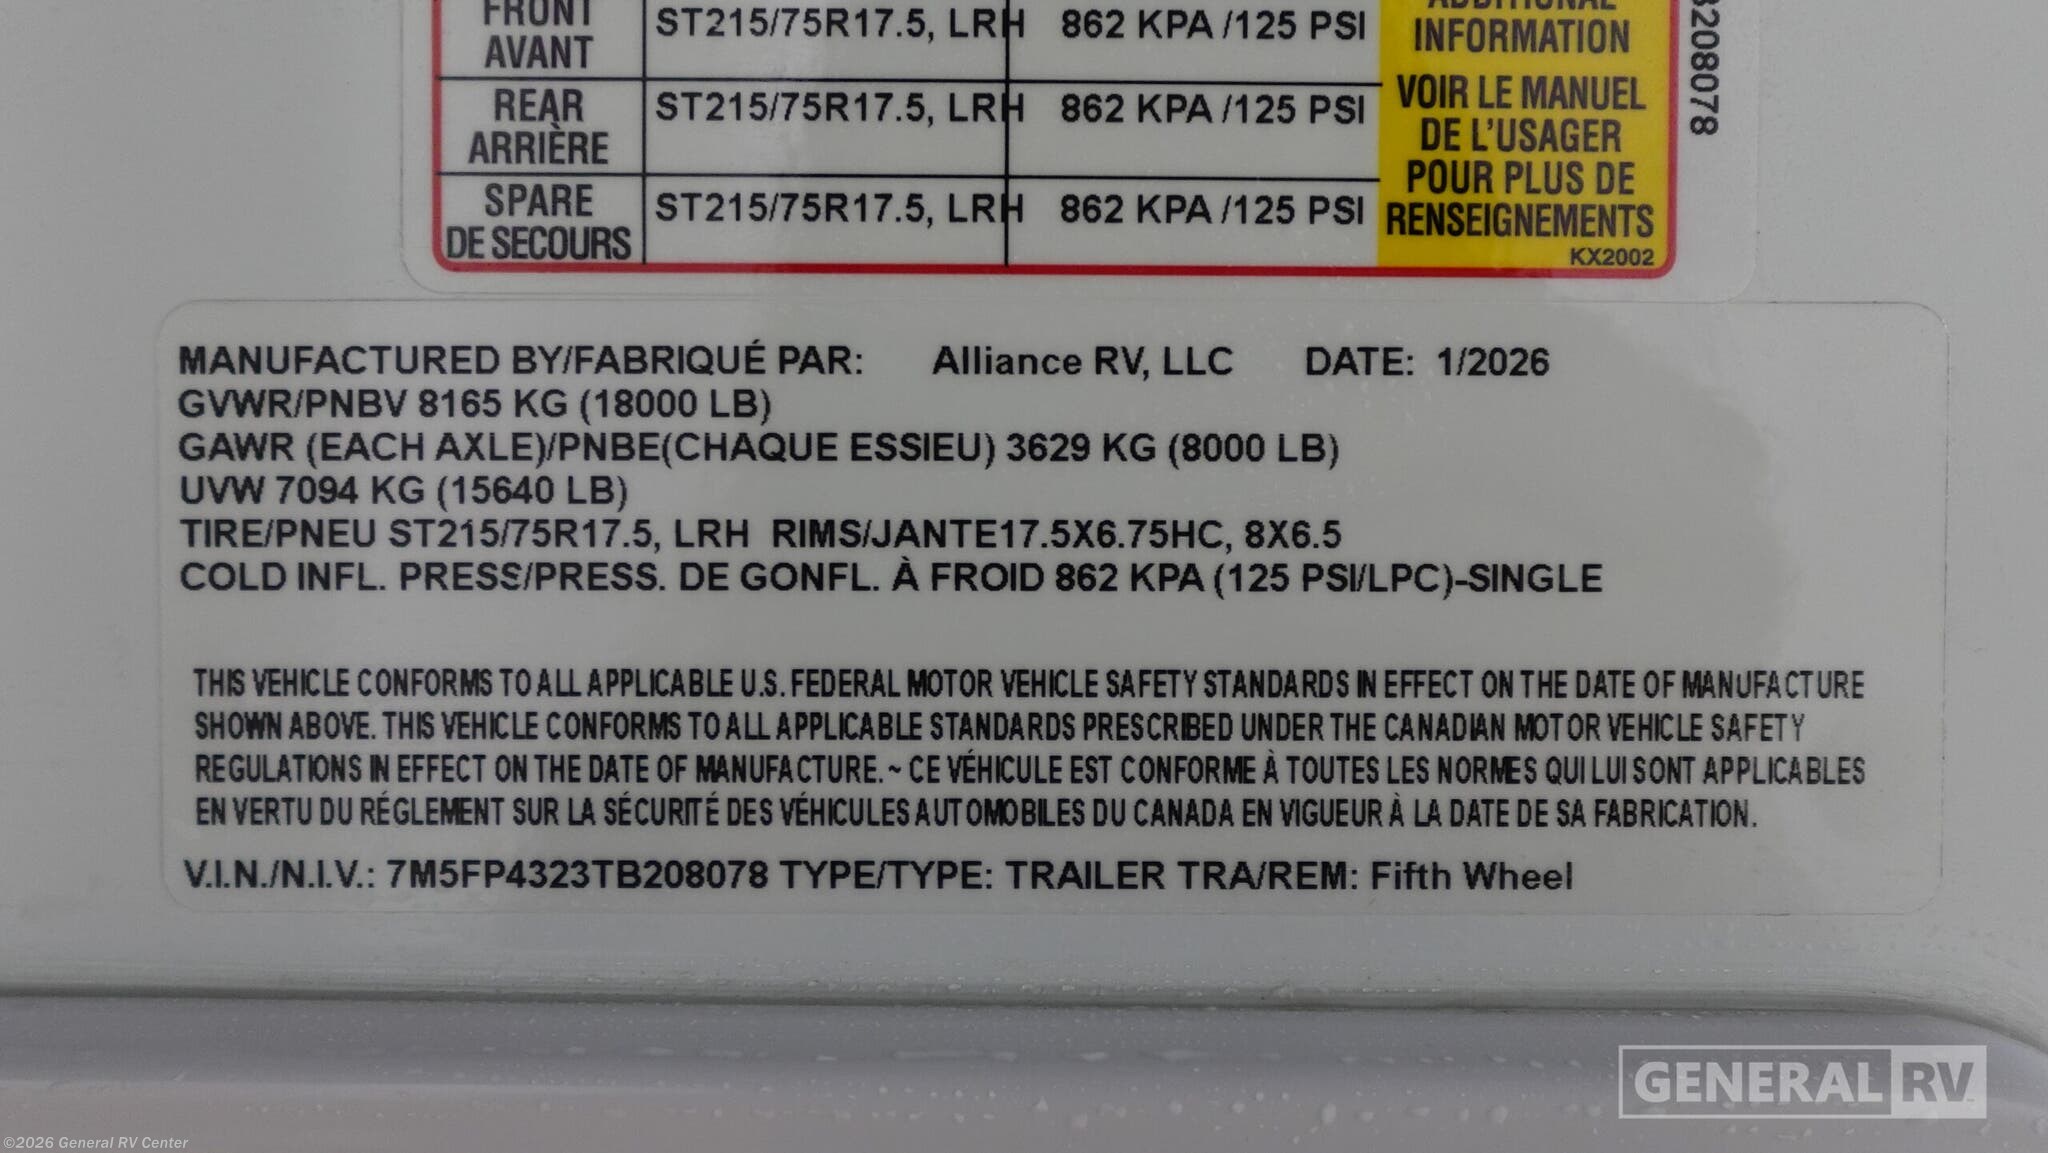 FRONT
AVANT
ST215/75R17.5, LRH 862 KPA /125 PSI
REAR
ARRIÈRE
ST215/75R17.5, LRH 862 KPA /125 PSI
SPARE
DE SECOURS
ST215/75R17.5, LRH 862 KPA /125 PSI
ADDITIONAL
INFORMATION
VOIR LE MANUEL
DE L'USAGER
POUR PLUS DE
RENSEIGNEMENTS
KX2002
208078
MANUFACTURED BY/FABRIQUÉ PAR: Alliance RV, LLC DATE: 1/2026
GVWR/PNBV 8165 KG (18000 LB)
GAWR (EACH AXLE)/PNBE(CHAQUE ESSIEU) 3629 KG (8000 LB)
UVW 7094 KG (15640 LB)
TIRE/PNEU ST215/75R17.5, LRH RIMS/JANTE17.5X6.75HC, 8X6.5
COLD INFL. PRESS/PRESS. DE GONFL. À FROID 862 KPA (125 PSI/LPC)-SINGLE
THIS VEHICLE CONFORMS TO ALL APPLICABLE U.S. FEDERAL MOTOR VEHICLE SAFETY STANDARDS IN EFFECT ON THE DATE OF MANUFACTURE
SHOWN ABOVE. THIS VEHICLE CONFORMS TO ALL APPLICABLE STANDARDS PRESCRIBED UNDER THE CANADIAN MOTOR VEHICLE SAFETY
REGULATIONS IN EFFECT ON THE DATE OF MANUFACTURE. ~ CE VÉHICULE EST CONFORME À TOUTES LES NORMES QUI LUI SONT APPLICABLES
EN VERTU DU RÉGLEMENT SUR LA SÉCURITÉ DES VÉHICULES AUTOMOBILES DU CANADA EN VIGUEUR À LA DATE DE SA FABRICATION.
V.I.N./N.I.V.: 7M5FP4323TB208078 TYPE/TYPE: TRAILER TRA/REM: Fifth Wheel
GENERAL RV
©2026 General RV Center